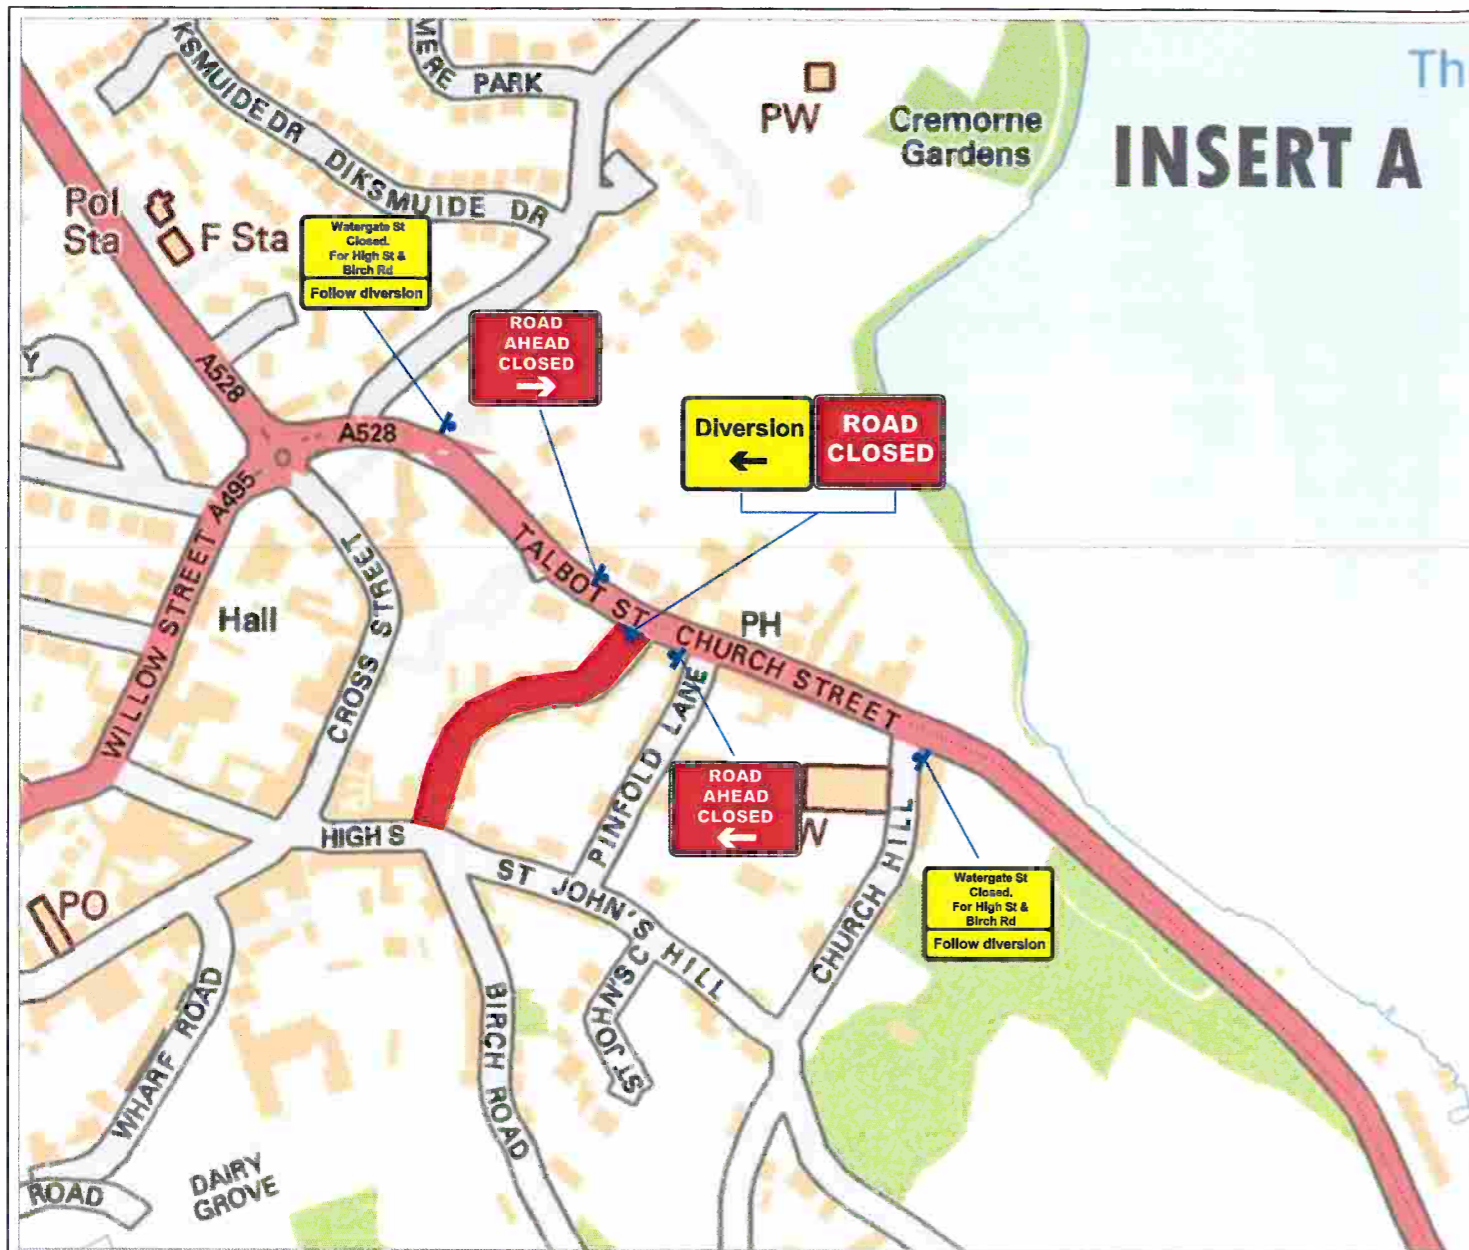 Th
INSERT A
KSMUIDE DR
DIKSMUIDE DR
MERE PARK
PW
Cremorne
Gardens
Pol
Sta
F Sta
Watergate St
Closed.
For High St &
Birch Rd
Follow diversion
ROAD
AHEAD
CLOSED
Diversion
ROAD
CLOSED
Y
A528
A528
A495
WILLOW STREET
Hall
CROSS STREET
TALBOT ST
CHURCH STREET
PH
PINFOLD LANE
ROAD
AHEAD
CLOSED
W
CHURCH HILL
HIGH S
ST JOHN'S HILL
ST JOHN'S C
PO
Watergate St
Closed.
For High St &
Birch Rd
Follow diversion
WHARF ROAD
BIRCH ROAD
DAIRY
GROVE
ROAD